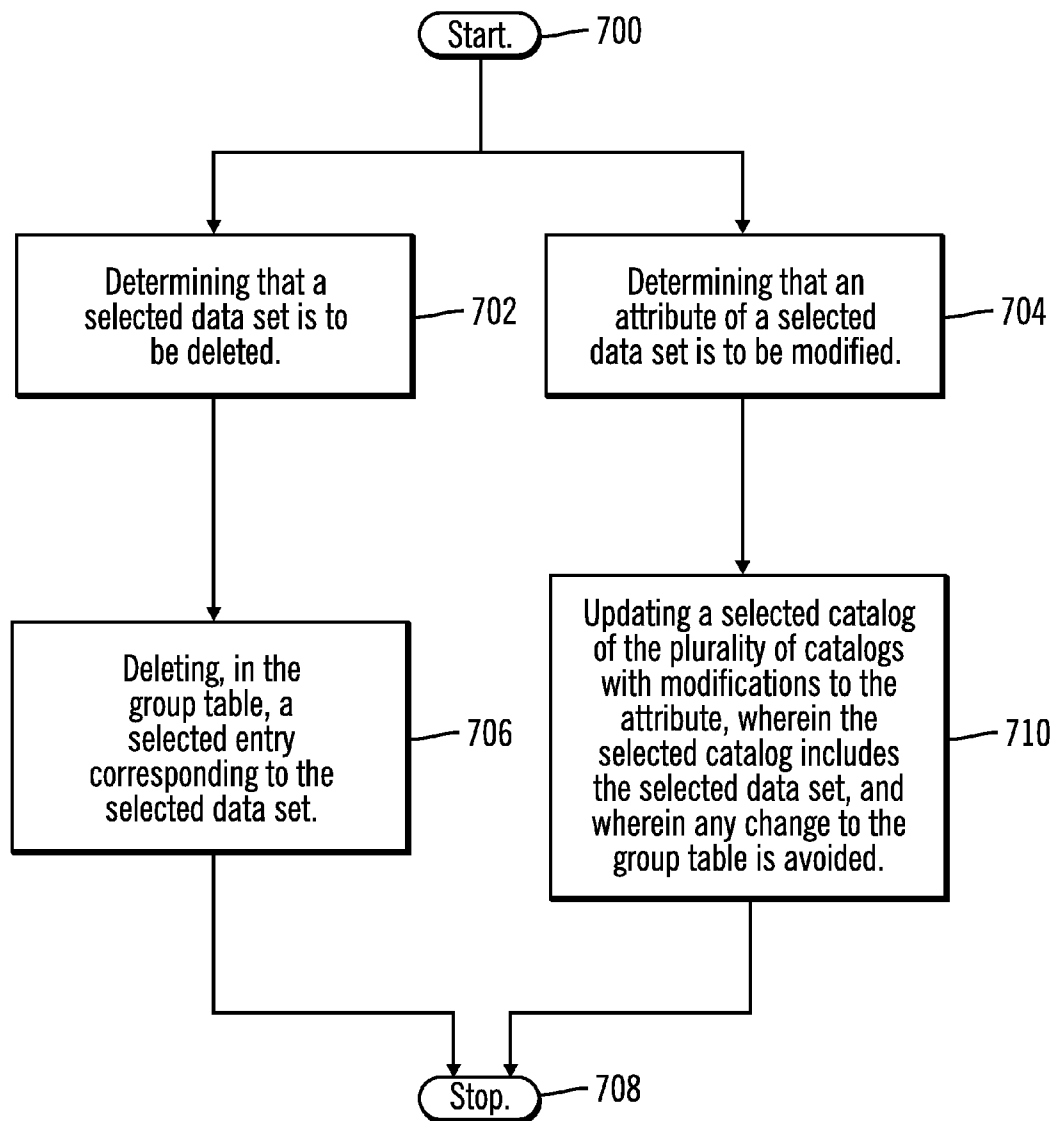 Start.
700
Determining that a
selected data set is to
be deleted.
702
Determining that an
attribute of a selected
data set is to be modified.
704
Deleting, in the
group table, a
selected entry
corresponding to the
selected data set.
706
Updating a selected catalog
of the plurality of catalogs
with modifications to the
attribute, wherein the
selected catalog includes
the selected data set, and
wherein any change to the
group table is avoided.
710
Stop.
708